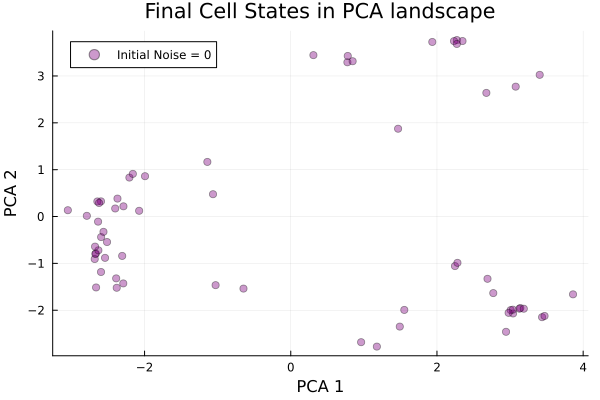 Final Cell States in PCA landscape
Initial Noise = 0
PCA 2
3
2
1
0
−1
−2
−2
0
2
4
PCA 1